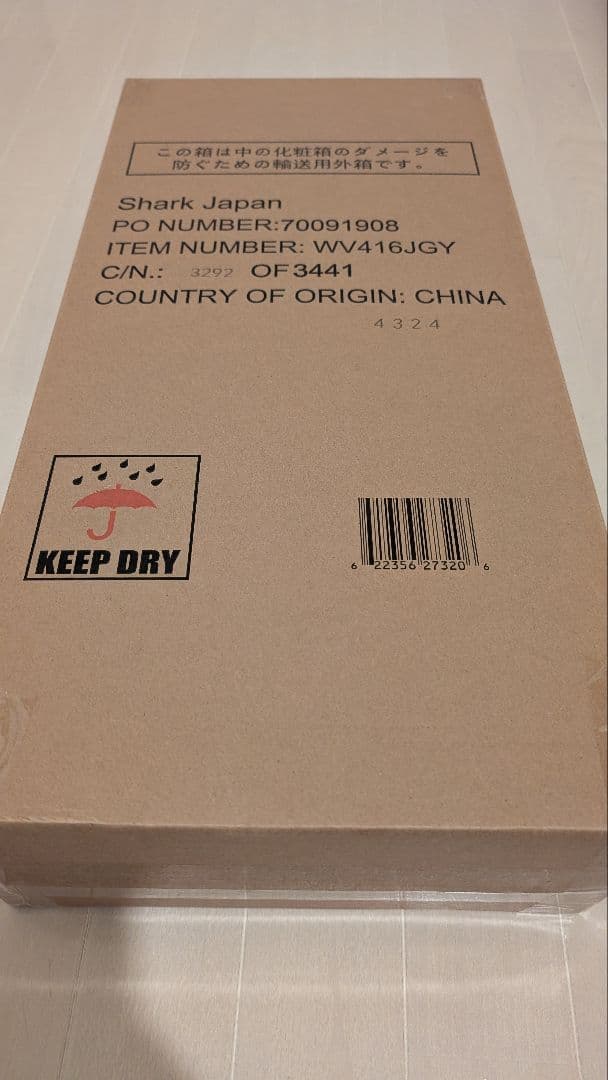 この箱は中の化粧箱のダメージを
防ぐための輸送用外箱です。
Shark Japan
PO NUMBER:70091908
ITEM NUMBER: WV416JGY
C/N.: 3292 OF 3441
COUNTRY OF ORIGIN: CHINA
4324
KEEP DRY
6 22356 27320 6